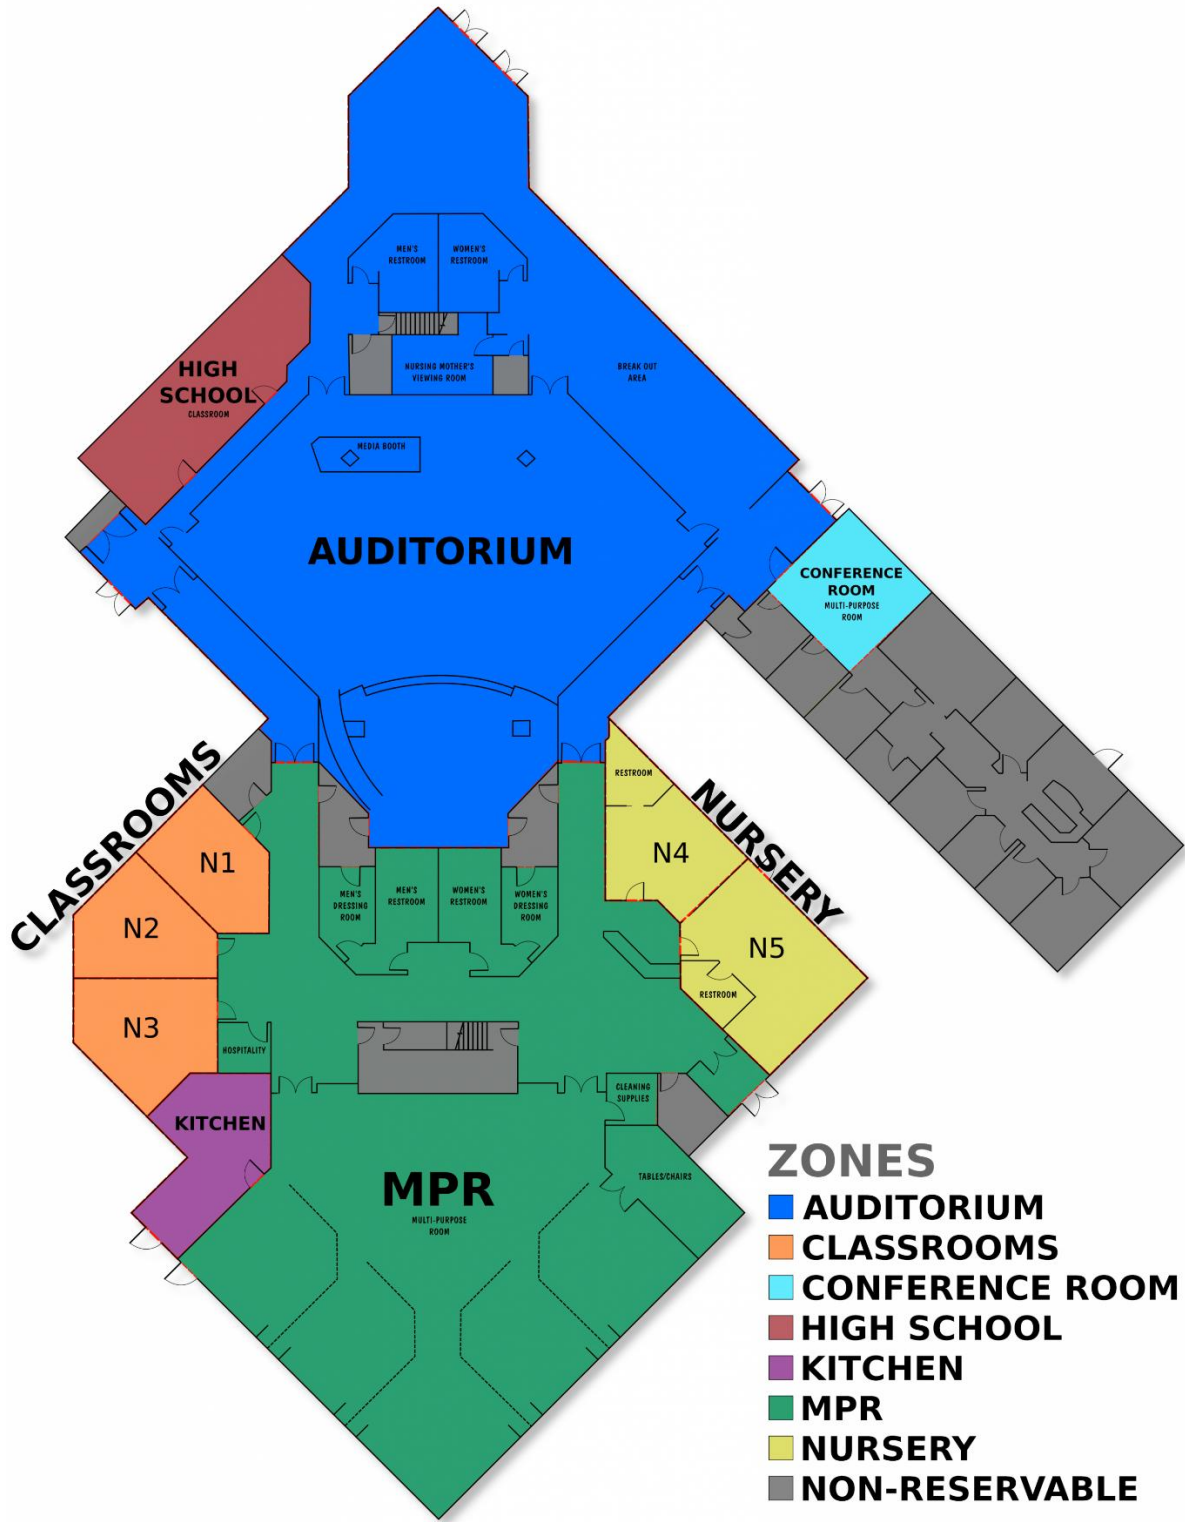 MEN'S
RESTROOM
WOMEN'S
RESTROOM
HIGH
SCHOOL
CLASSROOM
NURSING MOTHER'S
VIEWING ROOM
BREAK OUT
AREA
MEDIA BOOTH
AUDITORIUM
CONFERENCE
ROOM
MULTI-PURPOSE
ROOM
CLASSROOMS
NURSERY
RESTROOM
N1
N4
N2
MEN'S
DRESSING
ROOM
MEN'S
RESTROOM
WOMEN'S
RESTROOM
WOMEN'S
DRESSING
ROOM
N5
RESTROOM
N3
HOSPITALITY
CLEANING
SUPPLIES
KITCHEN
MPR
MULTI-PURPOSE
ROOM
TABLES/CHAIRS
ZONES
AUDITORIUM
CLASSROOMS
CONFERENCE ROOM
HIGH SCHOOL
KITCHEN
MPR
NURSERY
NON-RESERVABLE